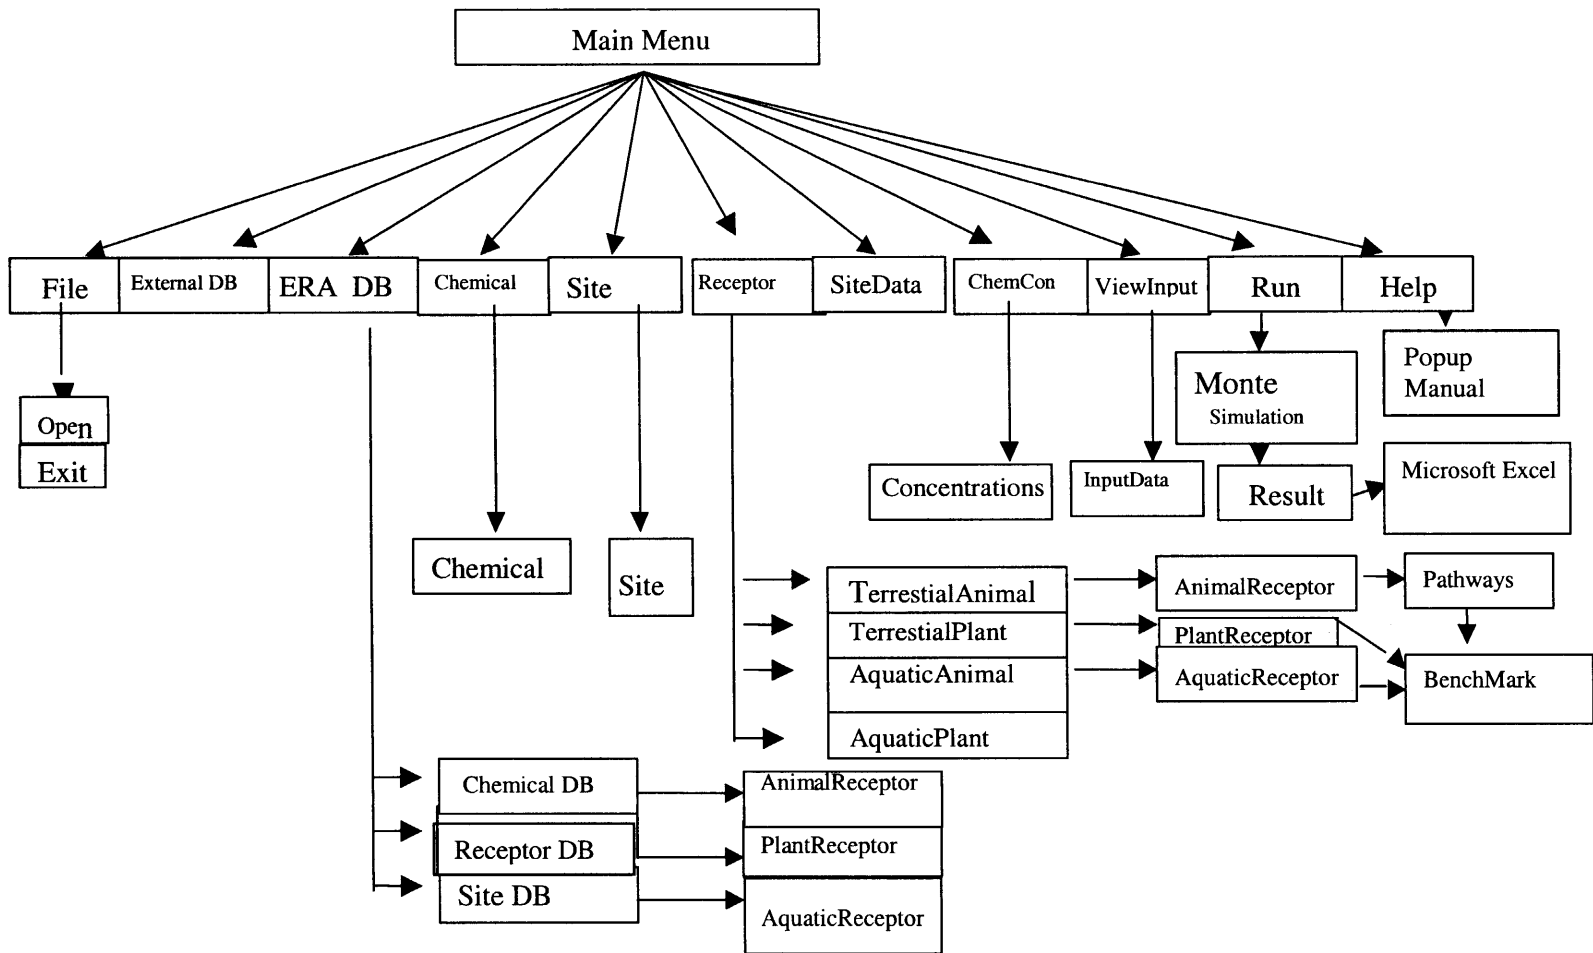 Main Menu
File
External DB
ERA DB
Chemical
Site
Receptor
SiteData
ChemCon
ViewInput
Run
Help
Open
Exit
Monte
Simulation
Popup
Manual
Concentrations
InputData
Result
Microsoft Excel
Chemical
Site
TerrestialAnimal
AnimalReceptor
Pathways
TerrestialPlant
PlantReceptor
AquaticAnimal
AquaticReceptor
BenchMark
AquaticPlant
Chemical DB
AnimalReceptor
Receptor DB
PlantReceptor
Site DB
AquaticReceptor